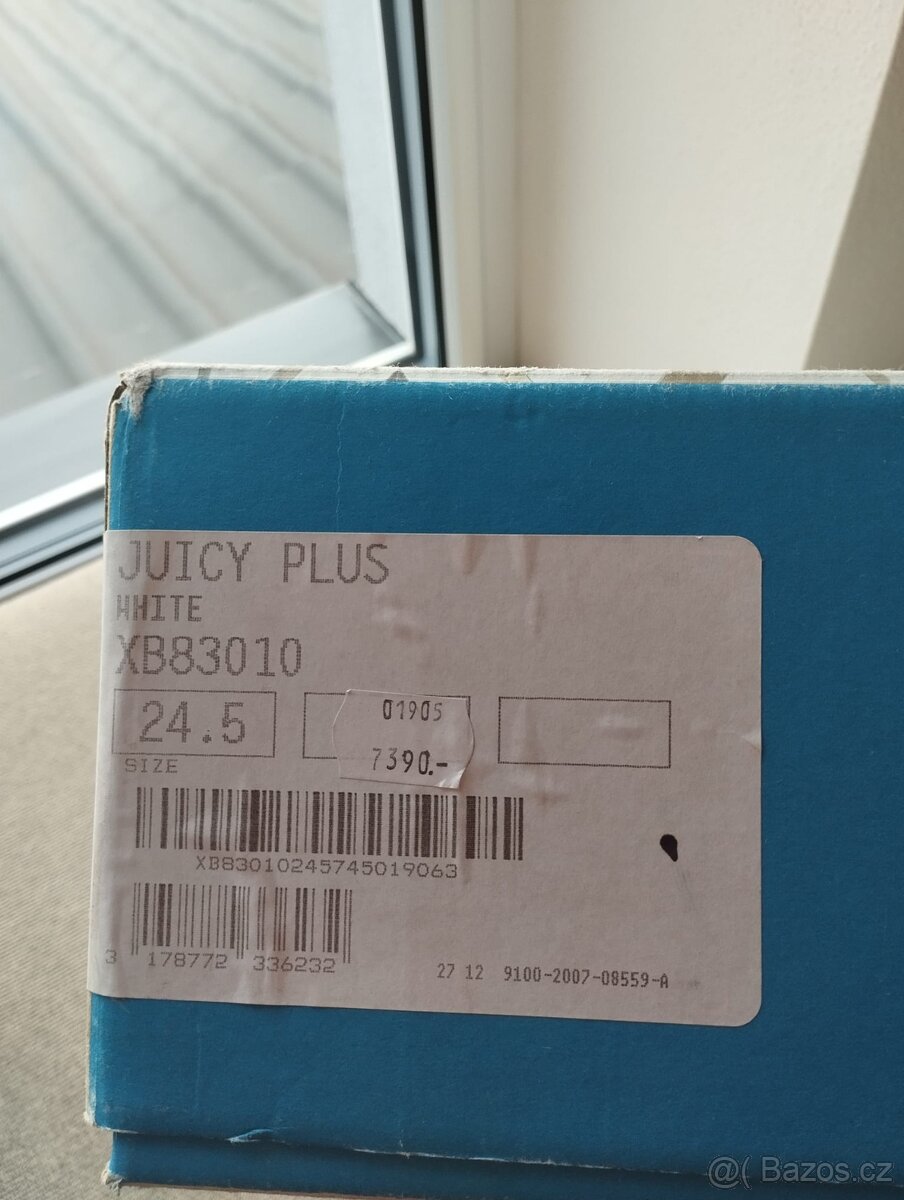 JUICY PLUS
WHITE
XB83010
24.5
01905
7390.-
SIZE
XB83010245745019063
3 178772 336232
27 12 9100-2007-08559-A
@( Bazos.cz